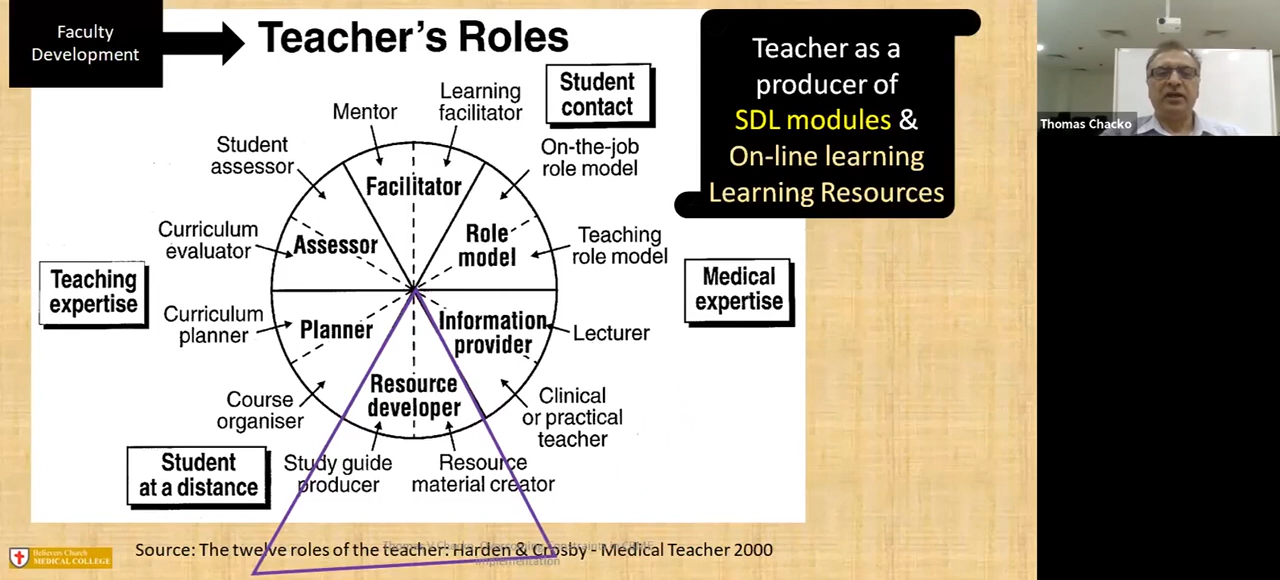 Faculty
Development
Teacher's Roles
Teacher as a
producer of
SDL modules &
On-line learning
Learning Resources
Thomas Chacko
Student
contact
Mentor
Learning
facilitator
Student
assessor
On-the-job
role model
Facilitator
Curriculum
evaluator
Assessor
Role
model
Teaching
role model
Teaching
expertise
Medical
expertise
Curriculum
planner
Planner
Information
provider
Lecturer
Resource
developer
Course
organiser
Clinical
or practical
teacher
Student
at a distance
Study guide
producer
Resource
material creator
Believers Church
MEDICAL COLLEGE
Source: The twelve roles of the teacher: Harden & Crosby - Medical Teacher 2000
Implementation